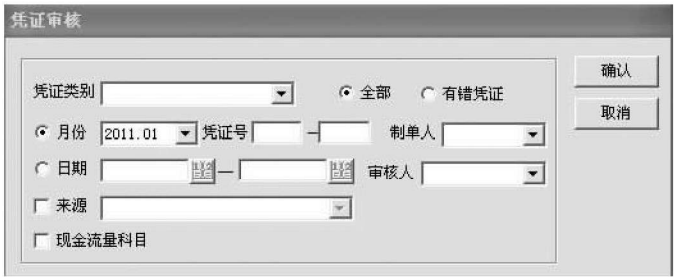 凭证审核
凭证类别 全部 有错凭证 确认
月份 2011.01 凭证号 — 制单人 取消
日期 — 审核人
来源
现金流量科目